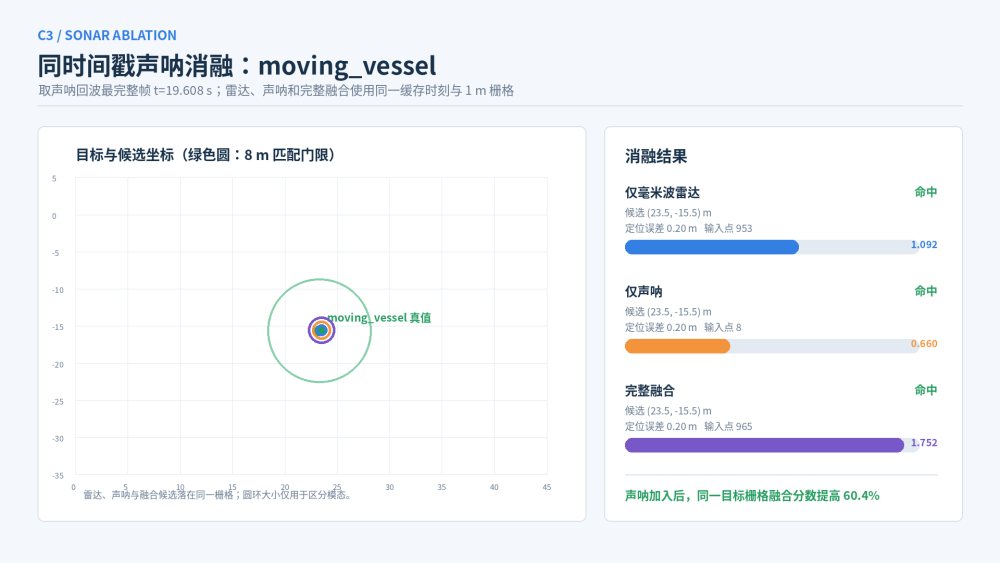 C3 / SONAR ABLATION
同时间戳声呐消融：moving_vessel
取声呐回波最完整帧 t=19.608 s；雷达、声呐和完整融合使用同一缓存时刻与 1 m 栅格
目标与候选坐标（绿色圆：8 m 匹配门限）
5
0
-5
-10
-15
-20
-25
-30
-35
0
5
10
15
20
25
30
35
40
45
moving_vessel 真值
雷达、声呐与融合候选落在同一栅格；圆环大小仅用于区分模态。
消融结果
仅毫米波雷达 命中
候选 (23.5, -15.5) m
定位误差 0.20 m 输入点 953
1.092
仅声呐 命中
候选 (23.5, -15.5) m
定位误差 0.20 m 输入点 8
0.660
完整融合 命中
候选 (23.5, -15.5) m
定位误差 0.20 m 输入点 965
1.752
声呐加入后，同一目标栅格融合分数提高 60.4%